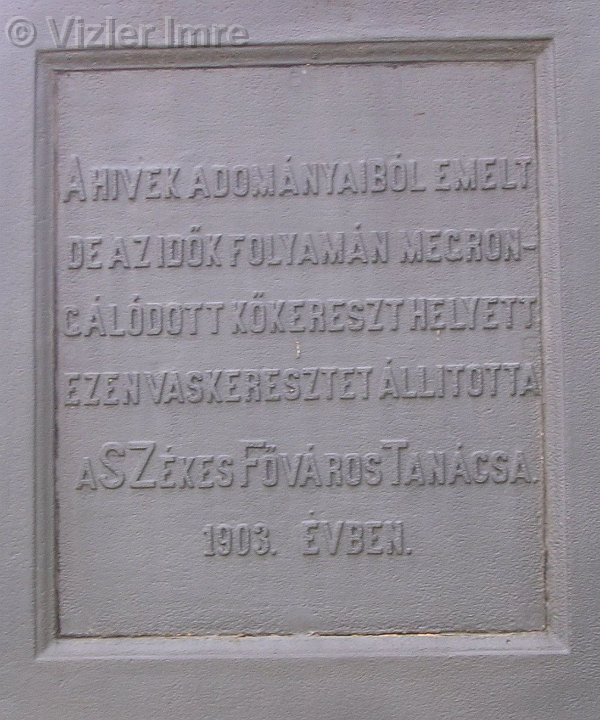 © Vizler Imre
A HIVEK ADOMÁNYAIBÓL EMELT
DE AZ IDŐK FOLYAMÁN MEGRON-
GÁLÓDOTT KŐKERESZT HELYETT
EZEN VASKERESZTET ÁLLITOTTA
A SZÉKES FŐVÁROS TANÁCSA.
1903. ÉVBEN.